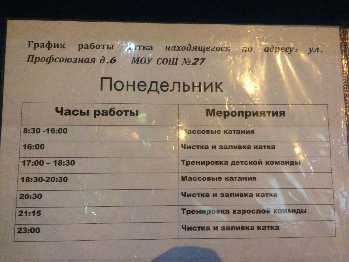 График работы катка находящегося по адресу: ул.
Профсоюзная д.6 МОУ СОШ №27
Понедельник
Часы работы Мероприятия
8:30 -16:00 Массовые катания
16:00 Чистка и заливка катка
17:00 – 18:30 Тренировка детской команды
18:30-20:30 Массовые катания
20:30 Чистка и заливка катка
21:15 Тренировка взрослой команды
23:00 Чистка и заливка катка